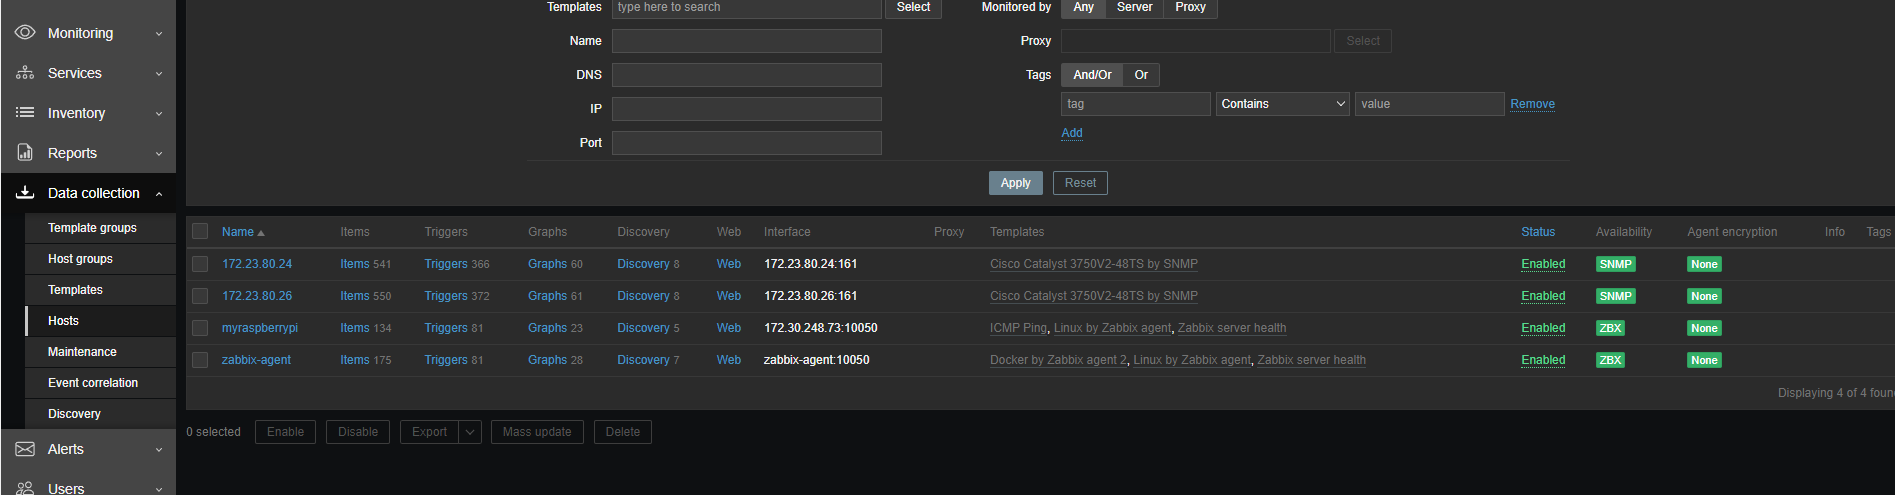 Monitoring
Services
Inventory
Reports
Data collection
Template groups
Host groups
Templates
Hosts
Maintenance
Event correlation
Discovery
Alerts
Users
Templates type here to search Select
Name
DNS
IP
Port
Monitored by Any Server Proxy
Proxy Select
Tags And/Or Or
tag Contains value Remove
Add
Apply Reset
Name Items Triggers Graphs Discovery Web Interface Proxy Templates Status Availability Agent encryption Info Tags
172.23.80.24 Items 541 Triggers 366 Graphs 60 Discovery 8 Web 172.23.80.24:161 Cisco Catalyst 3750V2-48TS by SNMP Enabled SNMP None
172.23.80.26 Items 550 Triggers 372 Graphs 61 Discovery 8 Web 172.23.80.26:161 Cisco Catalyst 3750V2-48TS by SNMP Enabled SNMP None
myraspberrypi Items 134 Triggers 81 Graphs 23 Discovery 5 Web 172.30.248.73:10050 ICMP Ping, Linux by Zabbix agent, Zabbix server health Enabled ZBX None
zabbix-agent Items 175 Triggers 81 Graphs 28 Discovery 7 Web zabbix-agent:10050 Docker by Zabbix agent 2, Linux by Zabbix agent, Zabbix server health Enabled ZBX None
Displaying 4 of 4 foun
0 selected Enable Disable Export Mass update Delete